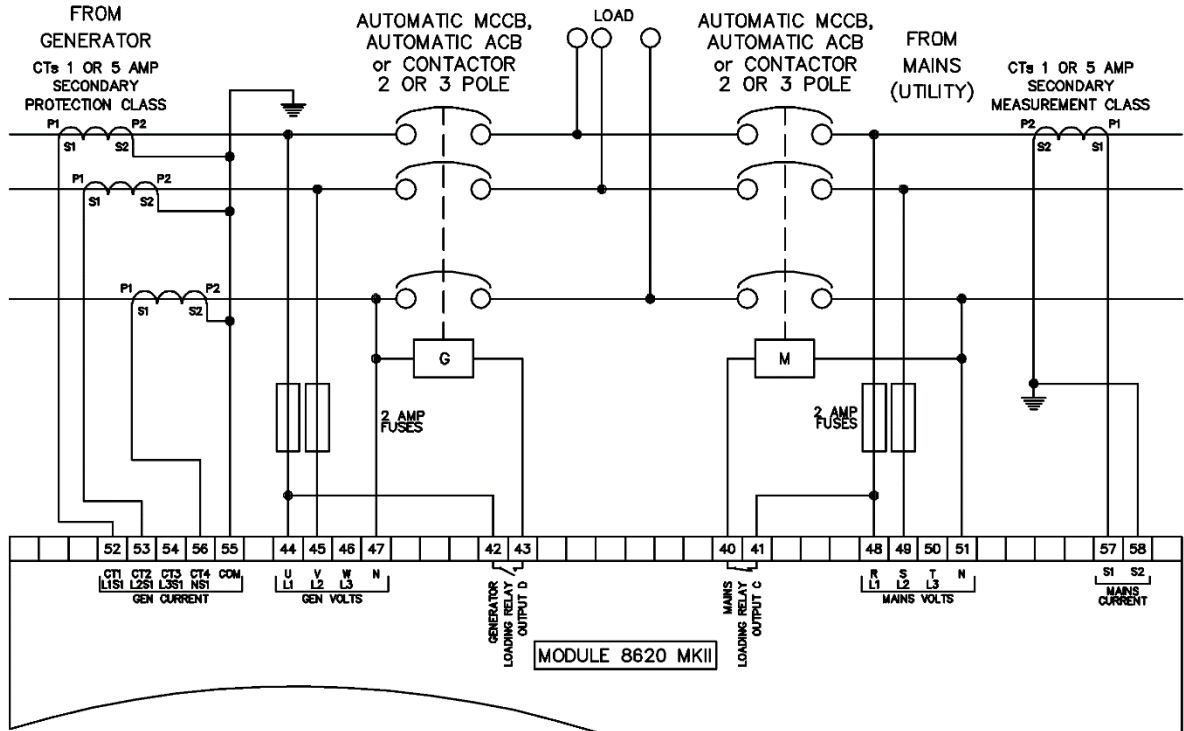 FROM
GENERATOR
CTs 1 OR 5 AMP
SECONDARY
PROTECTION CLASS
AUTOMATIC MCCB,
AUTOMATIC ACB
or CONTACTOR
2 OR 3 POLE
LOAD
AUTOMATIC MCCB,
AUTOMATIC ACB
or CONTACTOR
2 OR 3 POLE
FROM
MAINS
(UTILITY)
CTs 1 OR 5 AMP
SECONDARY
MEASUREMENT CLASS
P1 P2
S1 S2
P2 P1
S2 S1
P1 P2
S1 S2
P1 P2
S1 S2
G
M
2 AMP
FUSES
2 AMP
FUSES
52 53 54 56 55 44 45 46 47 42 43 40 41 48 49 50 51 57 58
CT1 CT2 CT3 CT4 COM
L1S1 L2S1 L3S1 NS1
GEN CURRENT
U V W N
L1 L2 L3
GEN VOLTS
GENERATOR
LOADING RELAY
OUTPUT D
MAINS
LOADING RELAY
OUTPUT C
R S T N
L1 L2 L3
MAINS VOLTS
S1 S2
MAINS
CURRENT
MODULE 8620 MKII